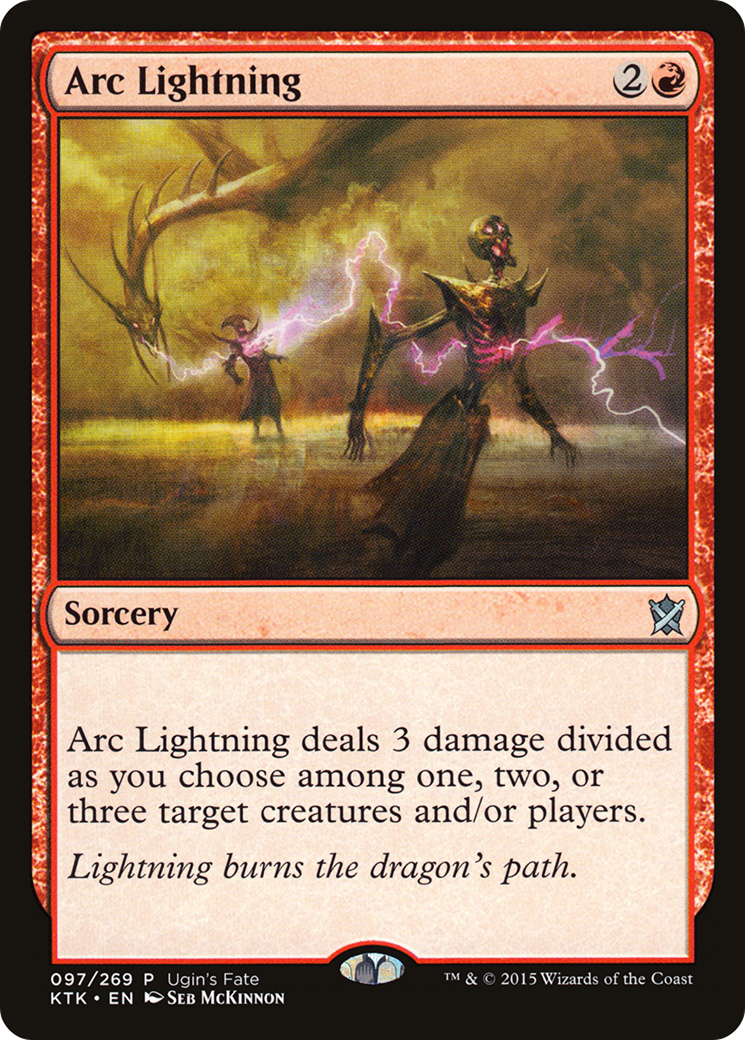 Arc Lightning 2
Sorcery
Arc Lightning deals 3 damage divided
as you choose among one, two, or
three target creatures and/or players.
Lightning burns the dragon's path.
097/269 P Ugin's Fate
KTK • EN SEB MCKINNON
™ & © 2015 Wizards of the Coast